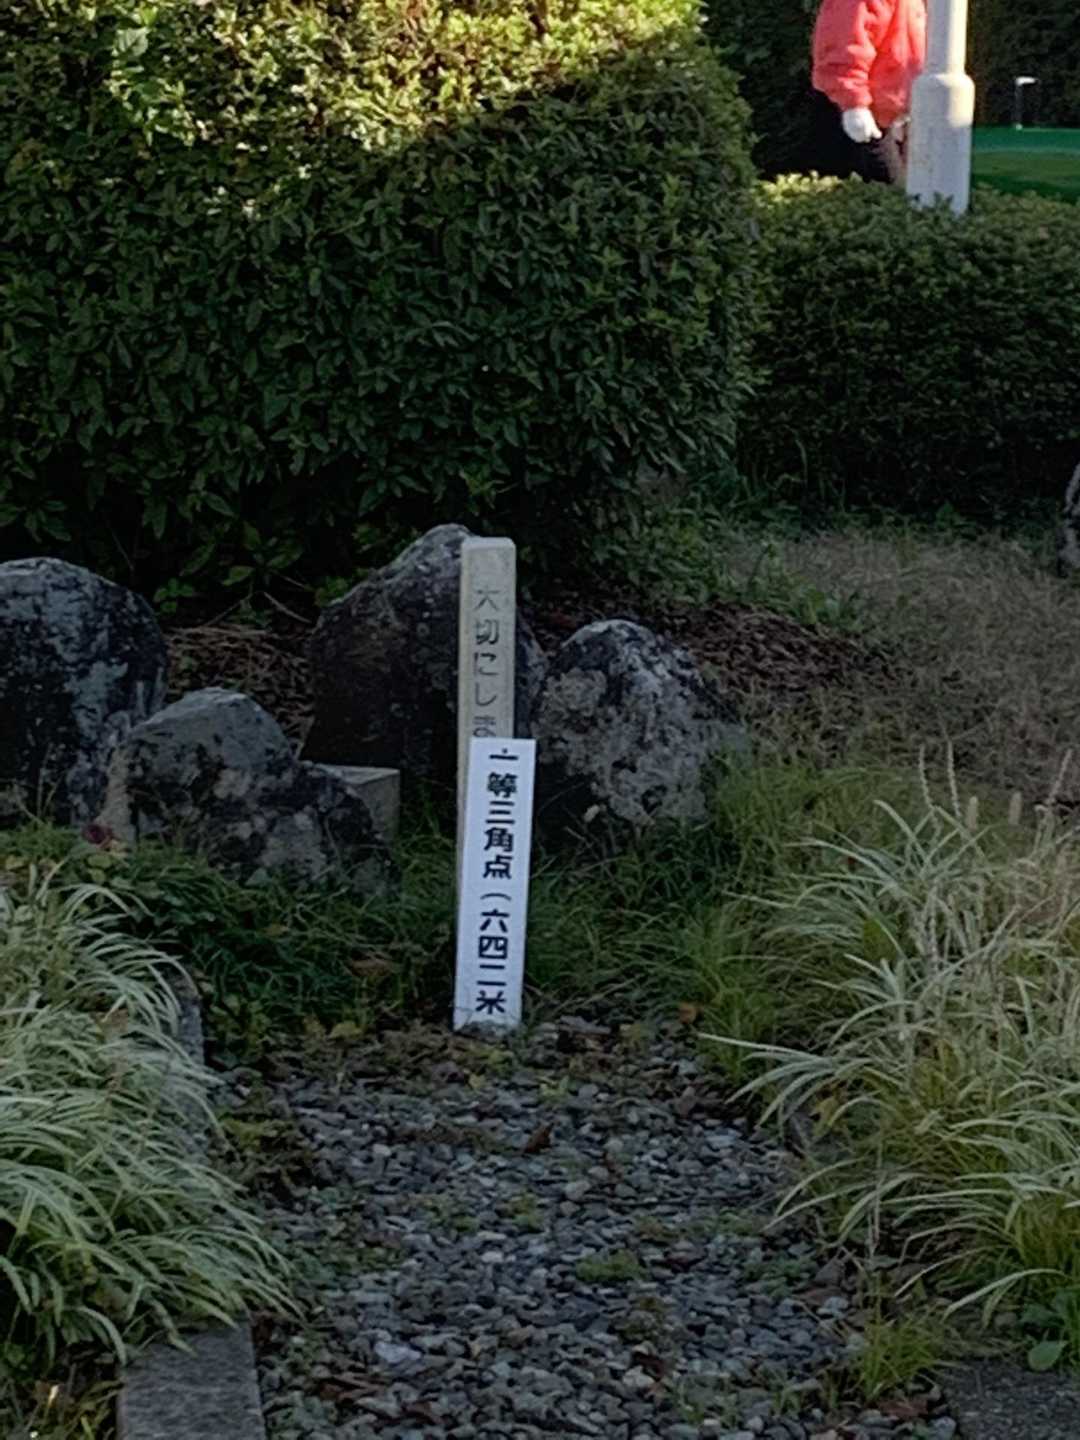 大切にしま
一等三角点（六四二米